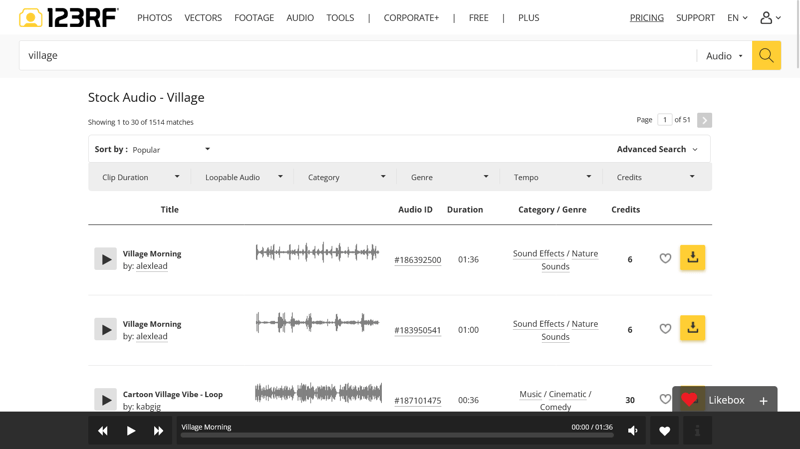 123RF
PHOTOS VECTORS FOOTAGE AUDIO TOOLS | CORPORATE+ | FREE | PLUS PRICING SUPPORT EN
village Audio
Stock Audio - Village
Showing 1 to 30 of 1514 matches
Page 1 of 51
Sort by : Popular Advanced Search
Clip Duration Loopable Audio Category Genre Tempo Credits
Title Audio ID Duration Category / Genre Credits
Village Morning
by: alexlead
#186392500 01:36
Sound Effects / Nature
Sounds
6
Village Morning
by: alexlead
#183950541 01:00
Sound Effects / Nature
Sounds
6
Cartoon Village Vibe - Loop
by: kabgig
#187101475 00:36
Music / Cinematic /
Comedy
30
Likebox +
Village Morning 00:00 / 01:36